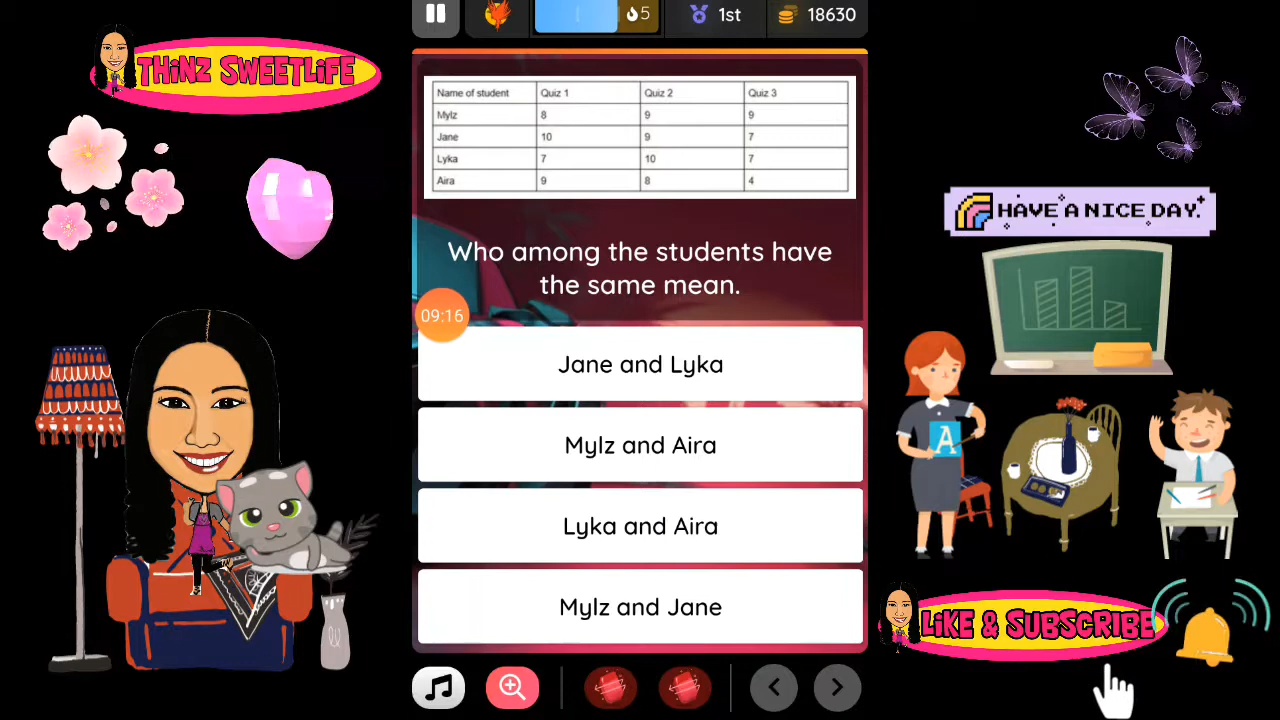 THiNZ SWEETLiFE
5 1st 18630
Name of student Quiz 1 Quiz 2 Quiz 3
Mylz 8 9 9
Jane 10 9 7
Lyka 7 10 7
Aira 9 8 4
Who among the students have
the same mean.
09:16
Jane and Lyka
Mylz and Aira
Lyka and Aira
Mylz and Jane
HAVE A NICE DAY.
A
LiKE & SUBSCRiBE